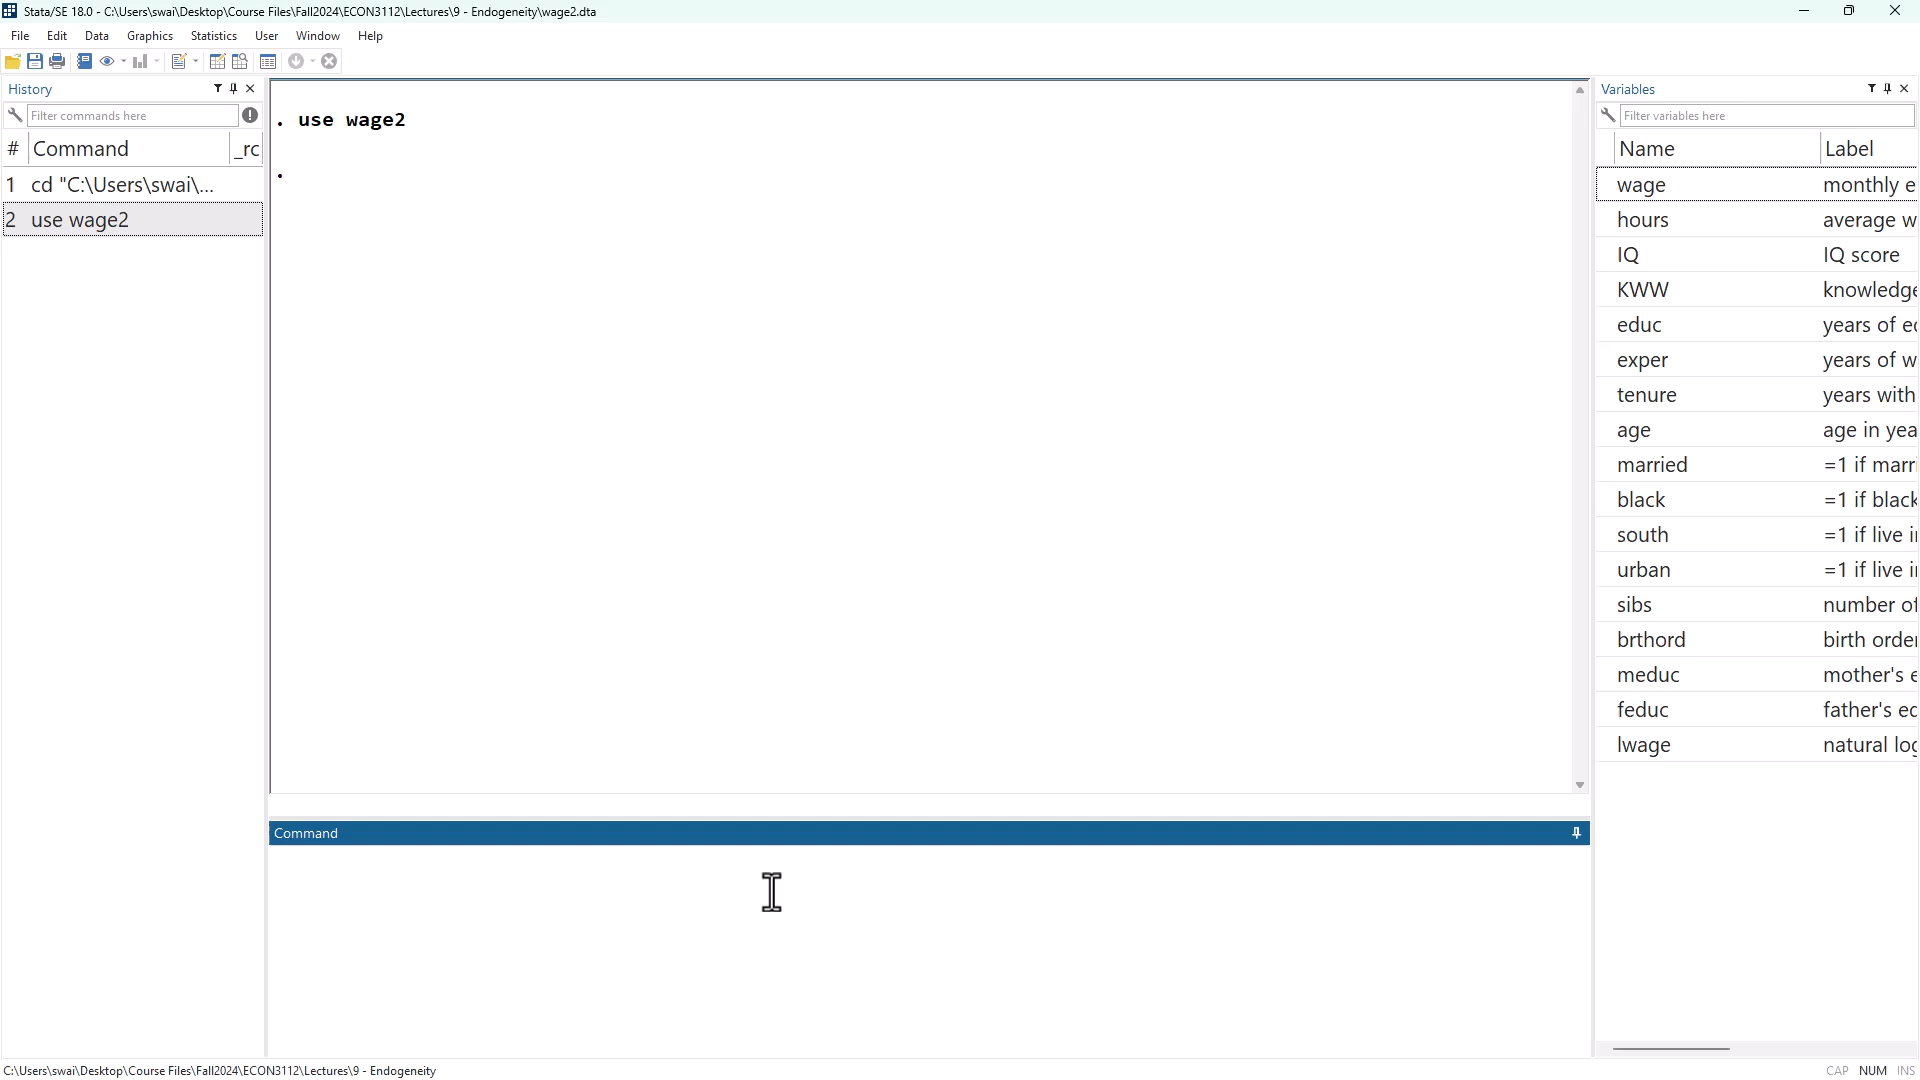 Stata/SE 18.0 - C:\Users\swai\Desktop\Course Files\Fall2024\ECON3112\Lectures\9 - Endogeneity\wage2.dta
File Edit Data Graphics Statistics User Window Help
History
Filter commands here
# Command _rc
1 cd "C:\Users\swai\...
2 use wage2
. use wage2
.
Command
Variables
Filter variables here
Name Label
wage monthly e
hours average w
IQ IQ score
KWW knowledge
educ years of e
exper years of w
tenure years with
age age in yea
married =1 if marri
black =1 if black
south =1 if live i
urban =1 if live i
sibs number of
brthord birth order
meduc mother's e
feduc father's ed
lwage natural log
C:\Users\swai\Desktop\Course Files\Fall2024\ECON3112\Lectures\9 - Endogeneity
CAP NUM INS